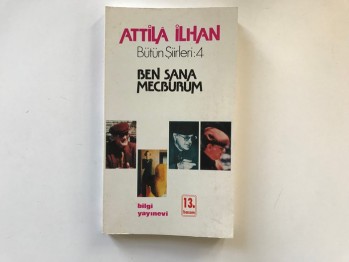 ATTİLA İLHAN
Bütün Şiirleri:4
BEN SANA
MECBURUM
bilgi
yayınevi
13.